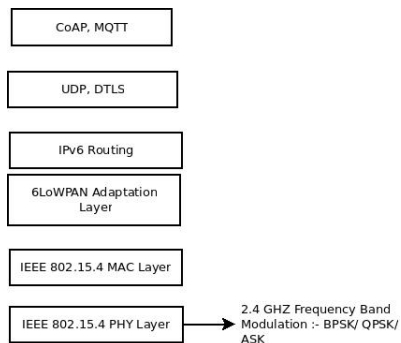 CoAP, MQTT
UDP, DTLS
IPv6 Routing
6LoWPAN Adaptation
Layer
IEEE 802.15.4 MAC Layer
IEEE 802.15.4 PHY Layer
2.4 GHZ Frequency Band
Modulation :- BPSK/ QPSK/
ASK